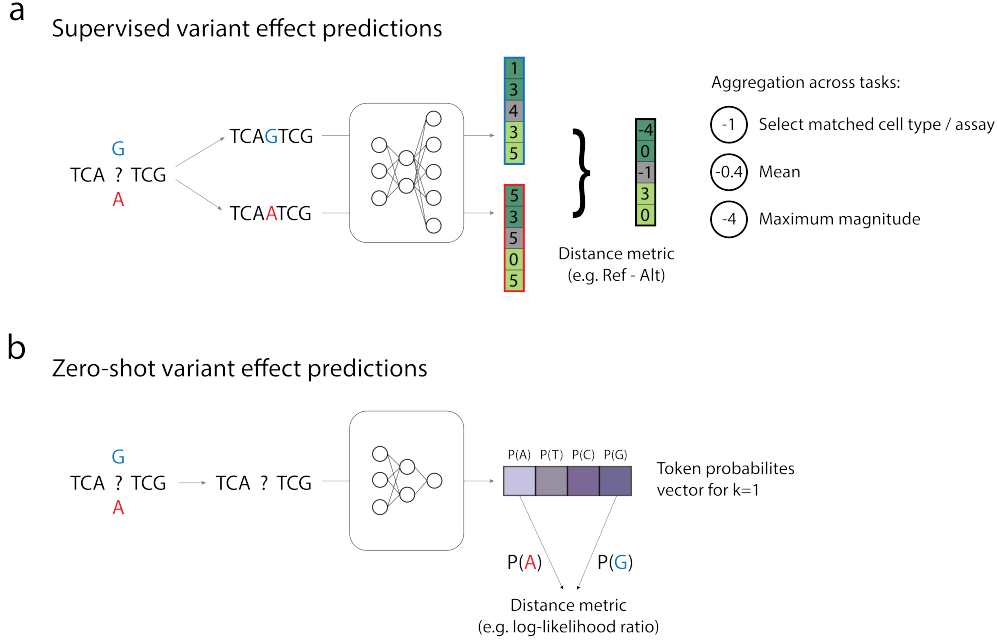 a
Supervised variant effect predictions
G
TCA ? TCG
A
TCAGTCG
TCAATCG
1
3
4
3
5
5
3
5
0
5
}
Distance metric
(e.g. Ref - Alt)
-4
0
-1
3
0
Aggregation across tasks:
-1 Select matched cell type / assay
-0.4 Mean
-4 Maximum magnitude
b
Zero-shot variant effect predictions
G
TCA ? TCG
A
TCA ? TCG
P(A) P(T) P(C) P(G)
Token probabilites
vector for k=1
P(A) P(G)
Distance metric
(e.g. log-likelihood ratio)